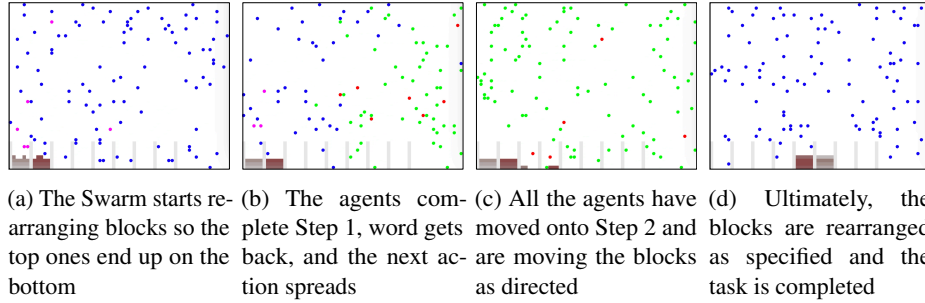 (a) The Swarm starts re-
arranging blocks so the
top ones end up on the
bottom
(b) The agents com-
plete Step 1, word gets
back, and the next ac-
tion spreads
(c) All the agents have
moved onto Step 2 and
are moving the blocks
as directed
(d) Ultimately, the
blocks are rearranged
as specified and the
task is completed